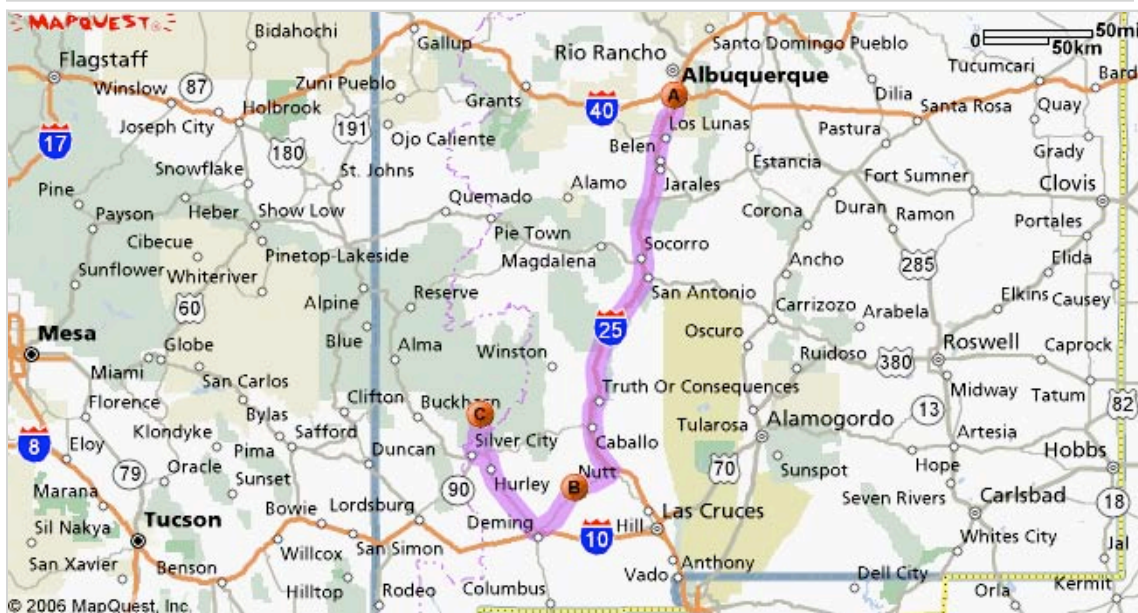 MAPQUEST
0 50mi
50km
Bidahochi
Gallup
Rio Rancho
Santo Domingo Pueblo
Flagstaff
Zuni Pueblo
Albuquerque
Tucumcari
Bard
Winslow
87
Holbrook
Grants
40
A
Dilia
Santa Rosa
Quay
Joseph City
191
Ojo Caliente
Los Lunas
Pastura
17
180
Belen
Estancia
Grady
Snowflake
St. Johns
Alamo
Jarales
Fort Sumner
Clovis
Pine
Quemado
Payson
Heber
Show Low
Corona
Duran
Ramon
Portales
Cibecue
Pie Town
Socorro
Sunflower
Whiteriver
Pinetop-Lakeside
Magdalena
Ancho
285
Elida
60
Alpine
Reserve
San Antonio
Carrizozo
Arabela
Elkins
Causey
Mesa
Blue
Alma
25
Oscuro
Globe
Winston
Ruidoso
380
Roswell
Caprock
Miami
San Carlos
Truth Or Consequences
Midway
Tatum
Florence
Bylas
Clifton
Buckhorn
C
Tularosa
Alamogordo
13
82
8
Eloy
Klondyke
Pima
Safford
Duncan
Silver City
Caballo
Artesia
Hobbs
79
Oracle
Sunset
90
Hurley
B
Nutt
70
Sunspot
Hope
Marana
Lordsburg
Seven Rivers
Carlsbad
18
Sil Nakya
Tucson
Bowie
Deming
10
Hill
Las Cruces
Whites City
San Xavier
Willcox
San Simon
Anthony
Jal
Benson
Hilltop
Rodeo
Columbus
Vado
Dell City
Orla
Kermit
© 2006 MapQuest, Inc.